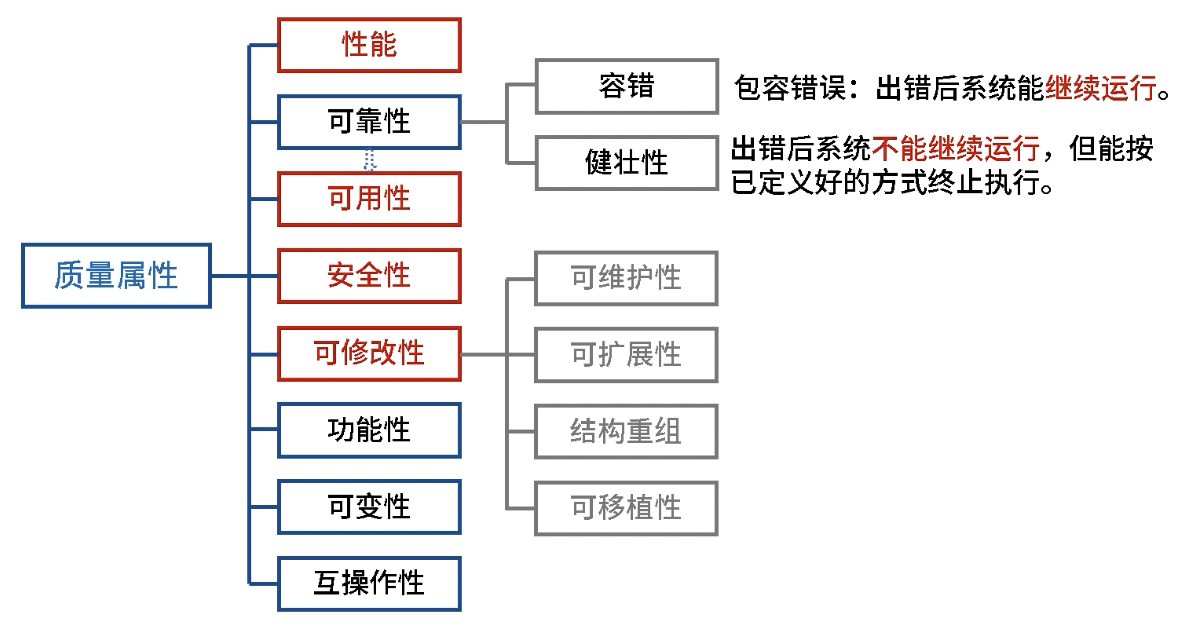 性能
可靠性
容错
包容错误：出错后系统能继续运行。
健壮性
出错后系统不能继续运行，但能按
已定义好的方式终止执行。
可用性
质量属性
安全性
可修改性
可维护性
可扩展性
结构重组
可移植性
功能性
可变性
互操作性